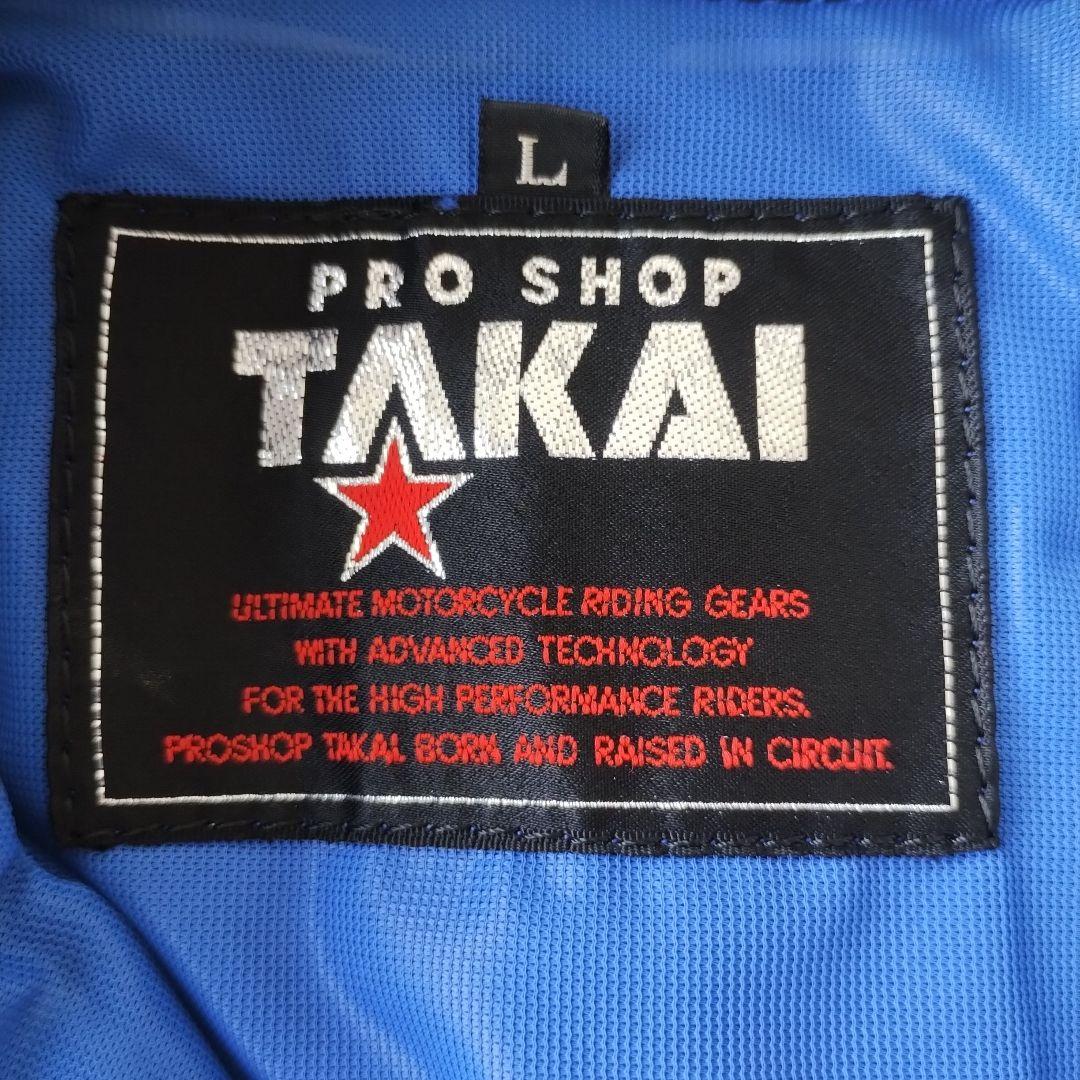 L
PRO SHOP
TAKAI
ULTIMATE MOTORCYCLE RIDING GEARS
WITH ADVANCED TECHNOLOGY
FOR THE HIGH PERFORMANCE RIDERS.
PROSHOP TAKAI. BORN AND RAISED IN CIRCUIT.